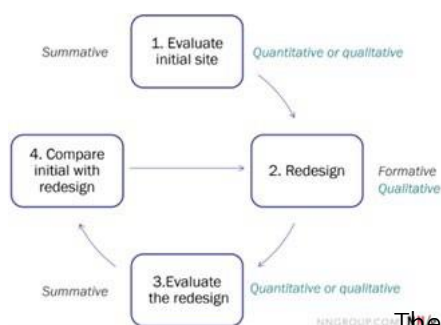 1. Evaluate
initial site
Summative
Quantitative or qualitative
4. Compare
initial with
redesign
2. Redesign
Formative
Qualitative
3.Evaluate
the redesign
Summative
Quantitative or qualitative
NNGROUP.COM
The